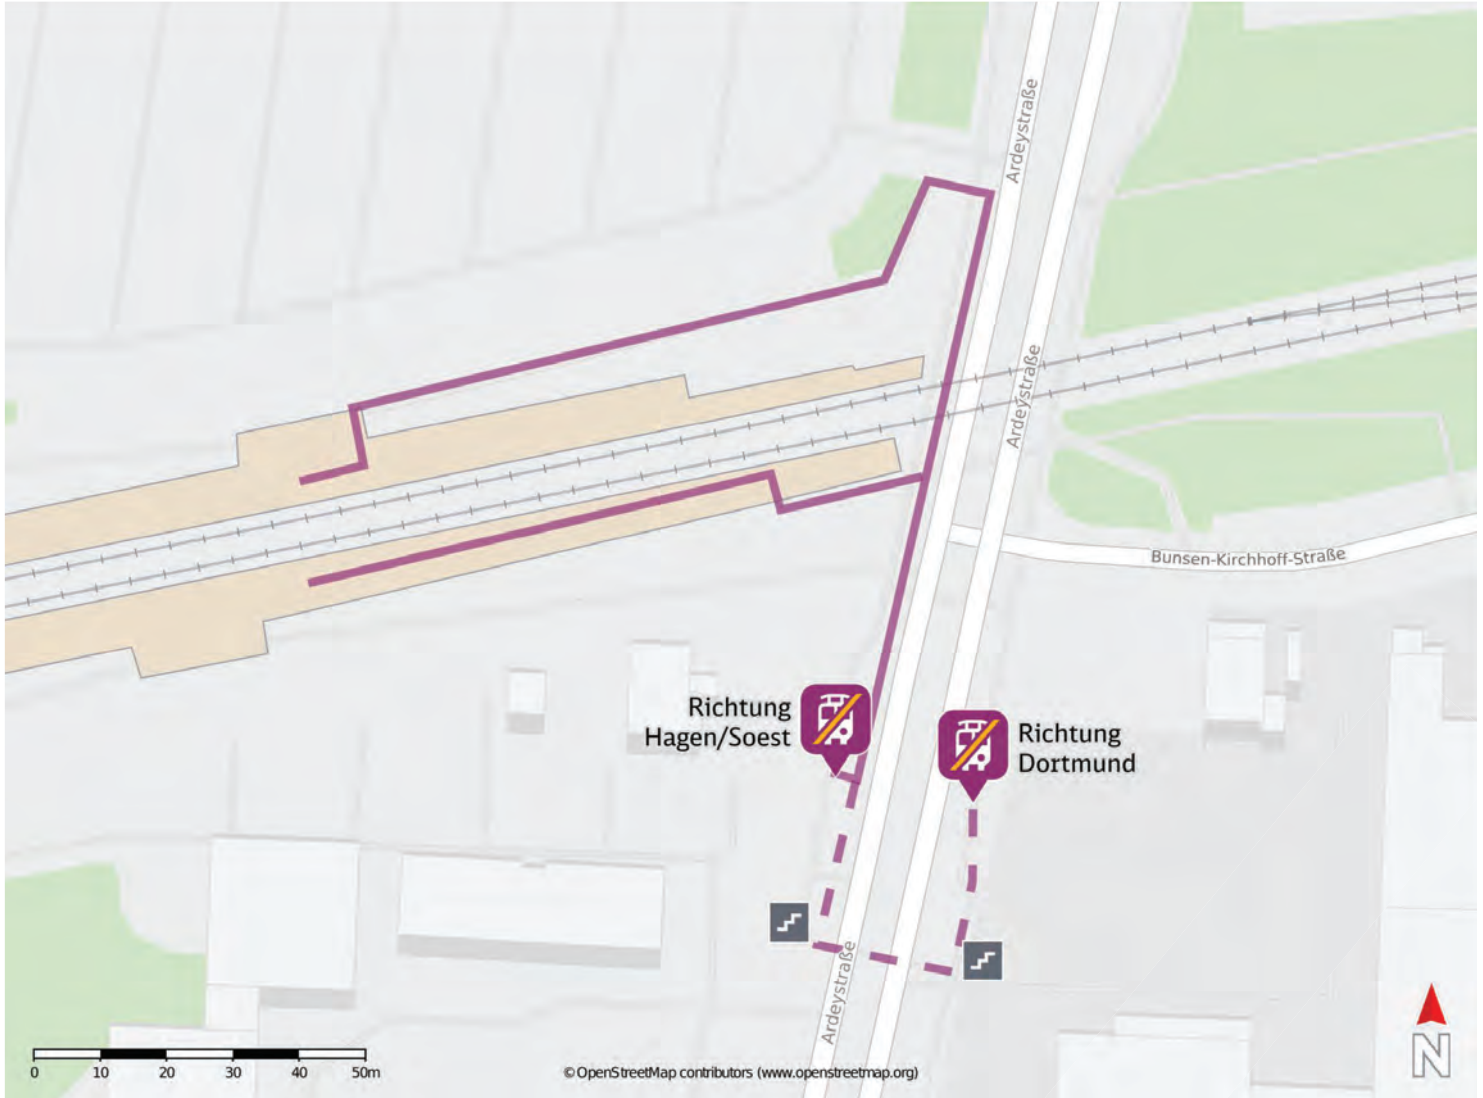 Ardeystraße
Ardeystraße
Bunsen-Kirchhoff-Straße
Richtung
Hagen/Soest
Richtung
Dortmund
Ardeystraße
0 10 20 30 40 50m
©OpenStreetMap contributors (www.openstreetmap.org)
N